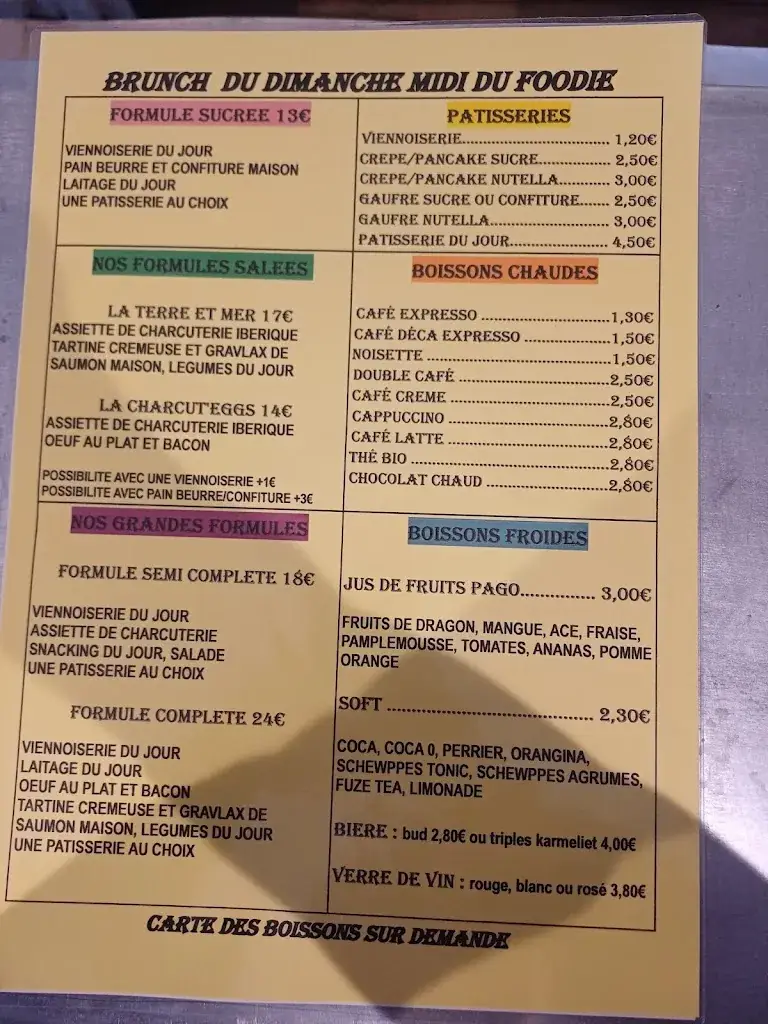 BRUNCH DU DIMANCHE MIDI DU FOODIE
FORMULE SUCREE 13€
VIENNOISERIE DU JOUR
PAIN BEURRE ET CONFITURE MAISON
LAITAGE DU JOUR
UNE PATISSERIE AU CHOIX
PATISSERIES
VIENNOISERIE.................................. 1,20€
CREPE/PANCAKE SUCRE................ 2,50€
CREPE/PANCAKE NUTELLA............ 3,00€
GAUFRE SUCRE OU CONFITURE....... 2,50€
GAUFRE NUTELLA........................... 3,00€
PATISSERIE DU JOUR...................... 4,50€
NOS FORMULES SALEES
LA TERRE ET MER 17€
ASSIETTE DE CHARCUTERIE IBERIQUE
TARTINE CREMEUSE ET GRAVLAX DE
SAUMON MAISON, LEGUMES DU JOUR
LA CHARCUT'EGGS 14€
ASSIETTE DE CHARCUTERIE IBERIQUE
OEUF AU PLAT ET BACON
POSSIBILITE AVEC UNE VIENNOISERIE +1€
POSSIBILITE AVEC PAIN BEURRE/CONFITURE +3€
BOISSONS CHAUDES
CAFÉ EXPRESSO .............................1,30€
CAFÉ DÉCA EXPRESSO ...................1,50€
NOISETTE .........................................1,50€
DOUBLE CAFÉ ..................................2,50€
CAFÉ CREME ....................................2,50€
CAPPUCCINO ....................................2,80€
CAFÉ LATTE .....................................2,80€
THÉ BIO ............................................2,80€
CHOCOLAT CHAUD ...........................2,80€
NOS GRANDES FORMULES
FORMULE SEMI COMPLETE 18€
VIENNOISERIE DU JOUR
ASSIETTE DE CHARCUTERIE
SNACKING DU JOUR, SALADE
UNE PATISSERIE AU CHOIX
FORMULE COMPLETE 24€
VIENNOISERIE DU JOUR
LAITAGE DU JOUR
OEUF AU PLAT ET BACON
TARTINE CREMEUSE ET GRAVLAX DE
SAUMON MAISON, LEGUMES DU JOUR
UNE PATISSERIE AU CHOIX
BOISSONS FROIDES
JUS DE FRUITS PAGO............... 3,00€
FRUITS DE DRAGON, MANGUE, ACE, FRAISE,
PAMPLEMOUSSE, TOMATES, ANANAS, POMME
ORANGE
SOFT .......................................... 2,30€
COCA, COCA 0, PERRIER, ORANGINA,
SCHEWPPES TONIC, SCHEWPPES AGRUMES,
FUZE TEA, LIMONADE
BIERE : bud 2,80€ ou triples karmeliet 4,00€
VERRE DE VIN : rouge, blanc ou rosé 3,80€
CARTE DES BOISSONS SUR DEMANDE